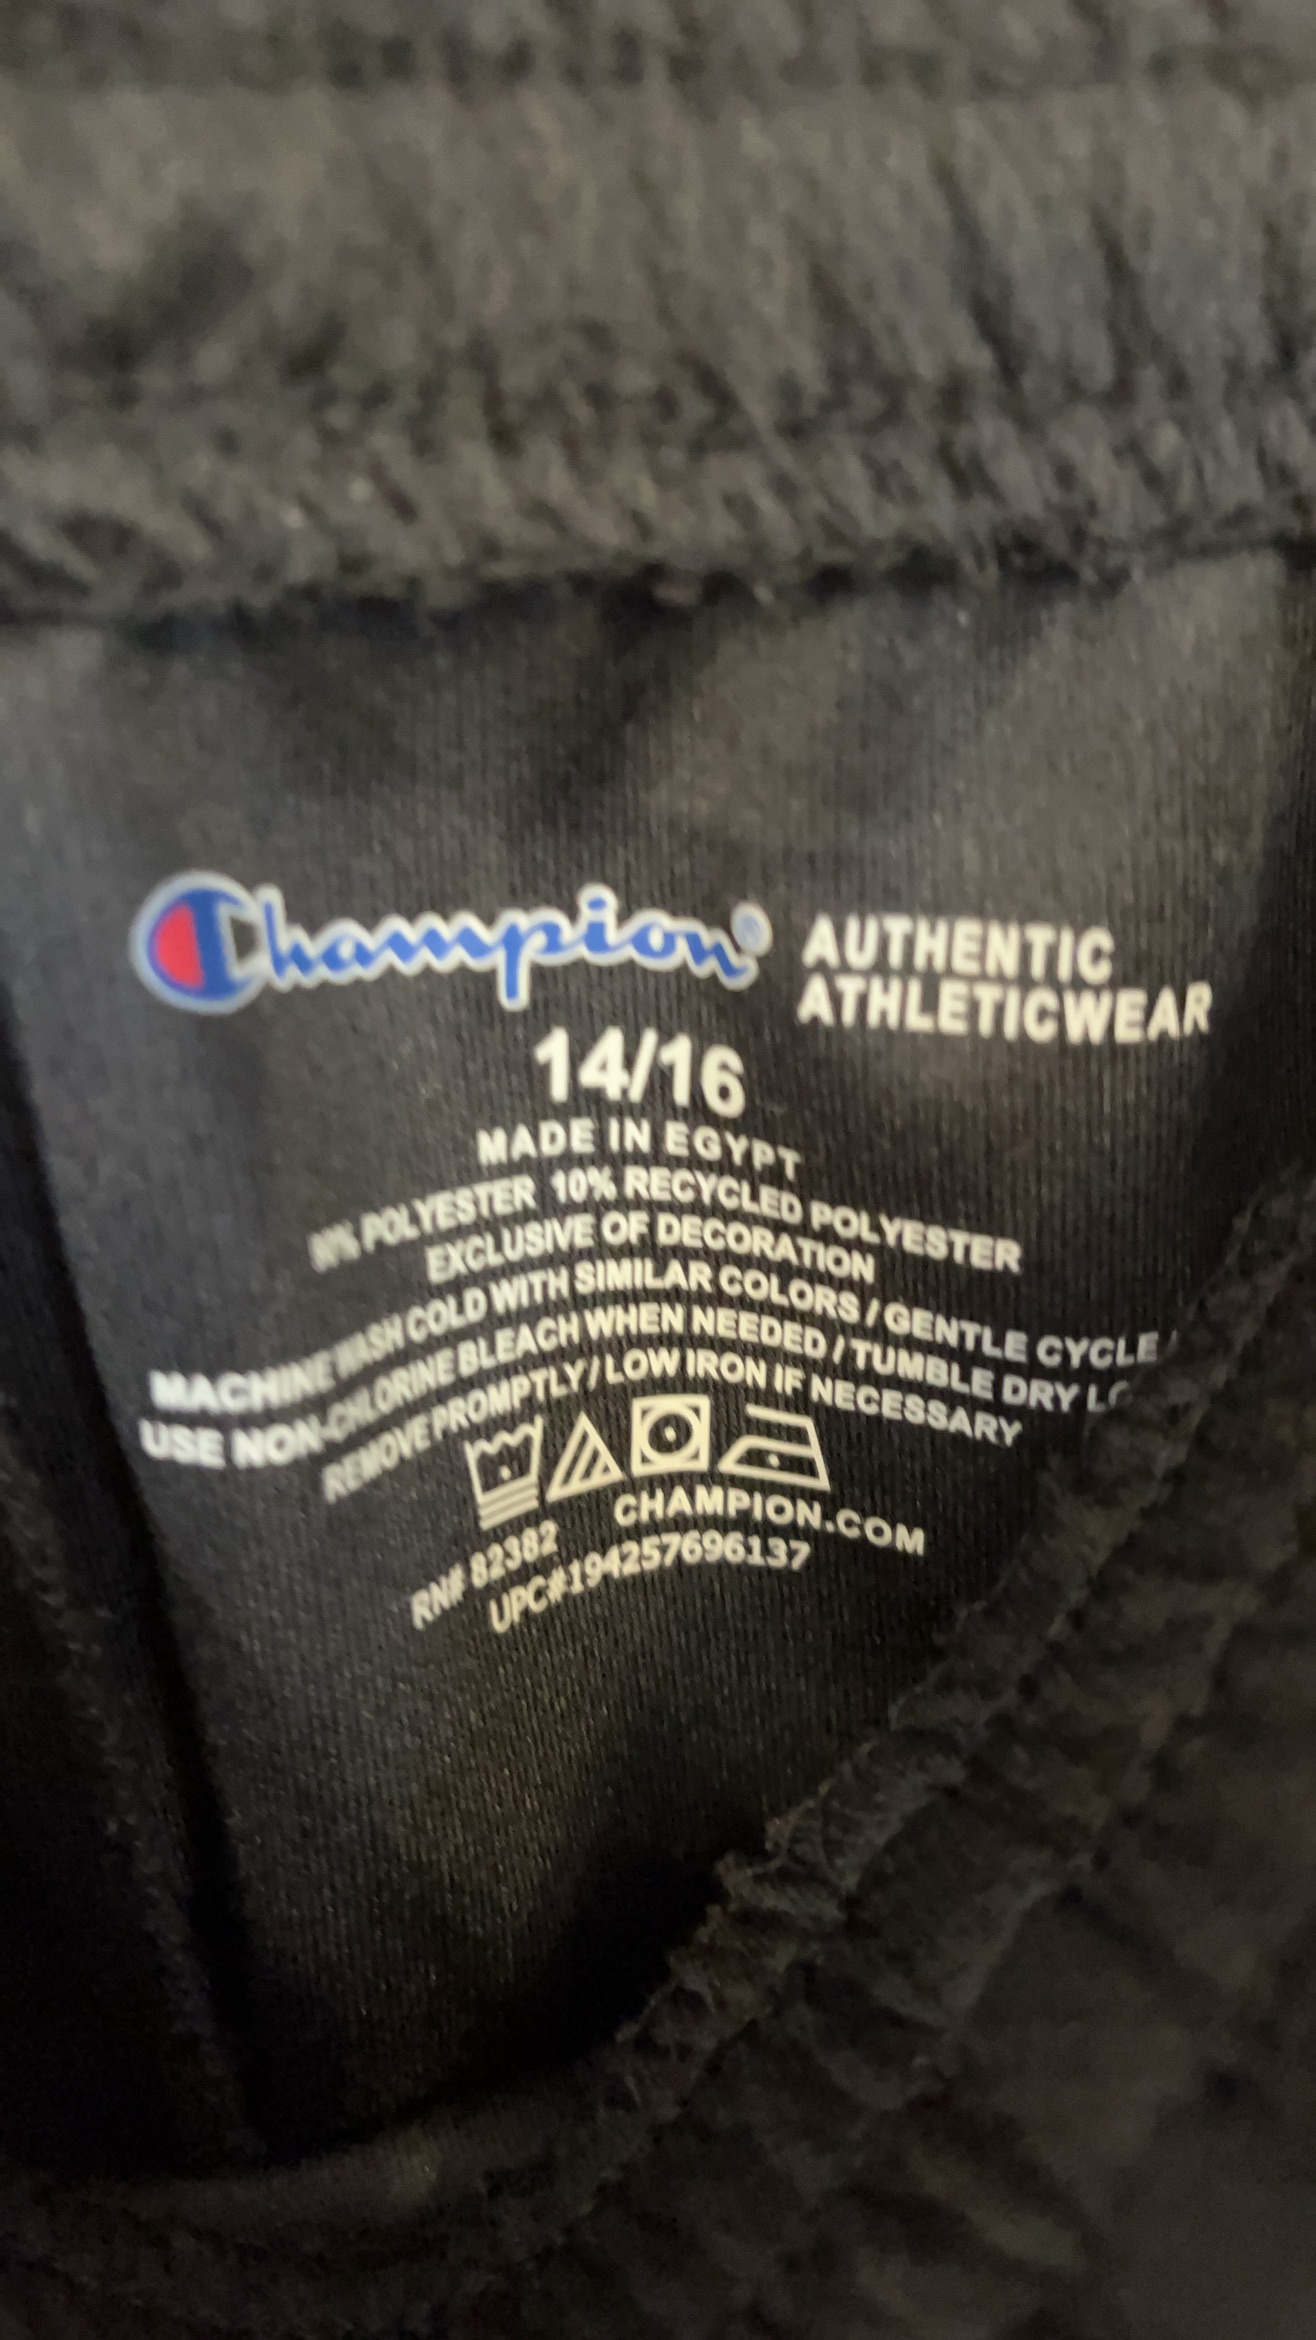 Champion® AUTHENTIC
ATHLETICWEAR
14/16
MADE IN EGYPT
POLYESTER 10% RECYCLED POLYESTER
EXCLUSIVE OF DECORATION
MACHINE WASH COLD WITH SIMILAR COLORS / GENTLE CYCLE /
USE NON-CHLORINE BLEACH WHEN NEEDED / TUMBLE DRY
REMOVE PROMPTLY / LOW IRON IF NECESSARY
CHAMPION.COM
RN# 82382
UPC#194257696137